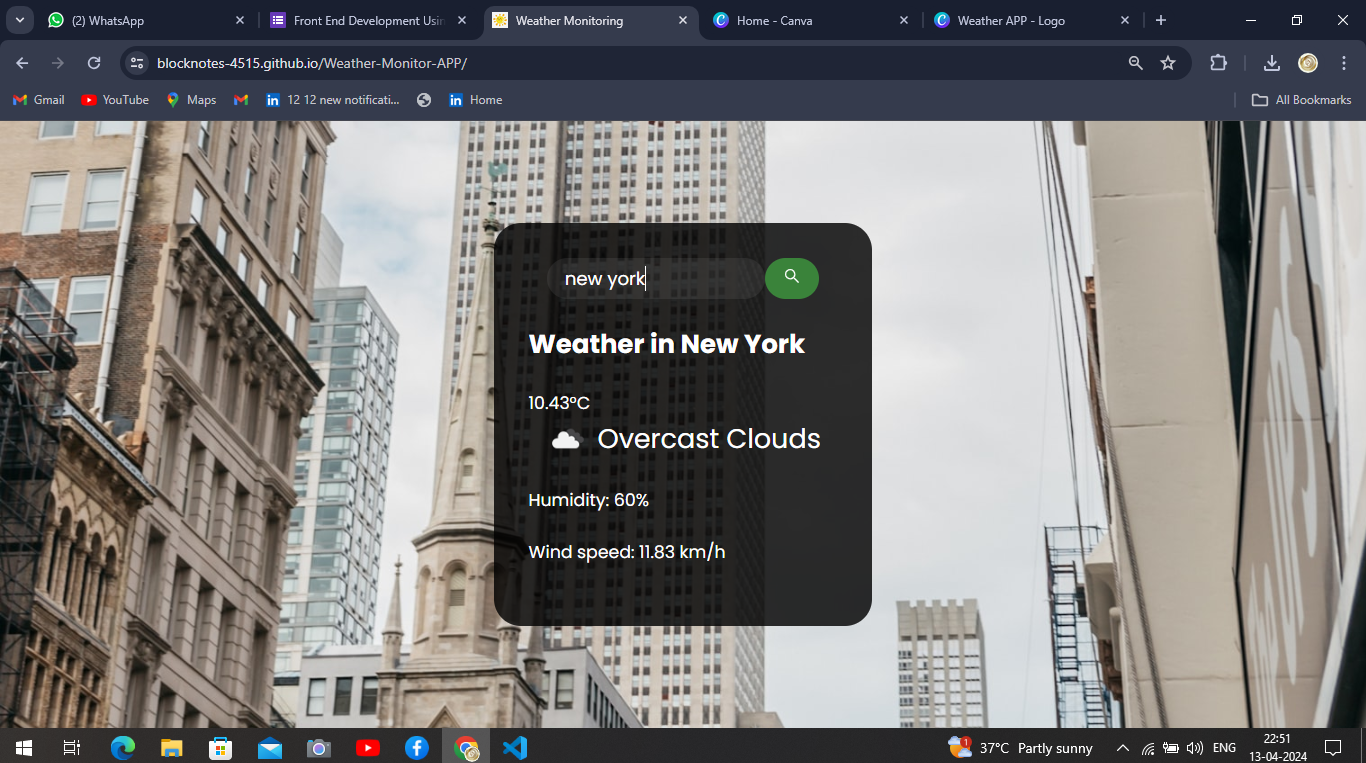 (2) WhatsApp
Front End Development Usin
Weather Monitoring
Home - Canva
Weather APP - Logo
blocknotes-4515.github.io/Weather-Monitor-APP/
Gmail
YouTube
Maps
12 12 new notificati...
Home
All Bookmarks
new york
Weather in New York
10.43°C
Overcast Clouds
Humidity: 60%
Wind speed: 11.83 km/h
1
37°C Partly sunny
ENG
22:51
13-04-2024